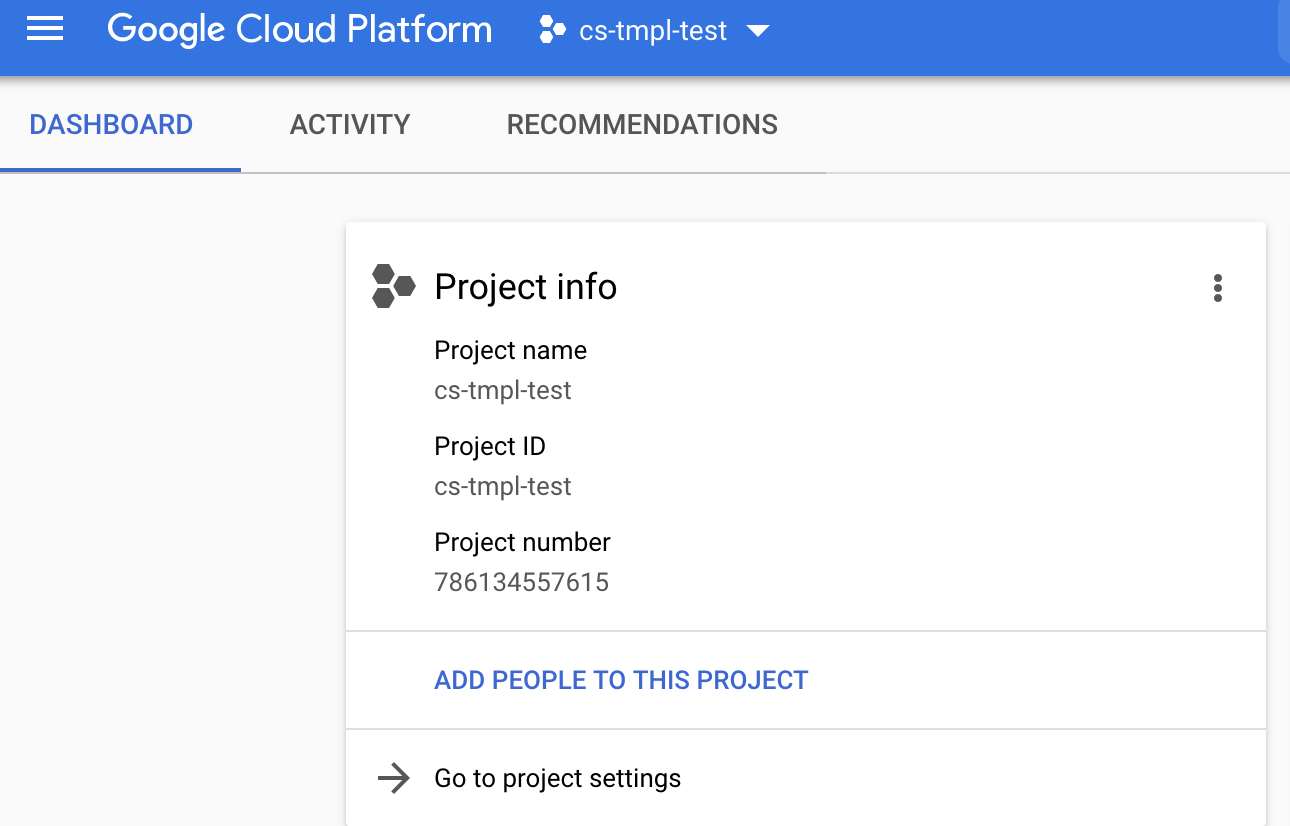 Google Cloud Platform cs-tmpl-test
DASHBOARD ACTIVITY RECOMMENDATIONS
Project info
Project name
cs-tmpl-test
Project ID
cs-tmpl-test
Project number
786134557615
ADD PEOPLE TO THIS PROJECT
Go to project settings